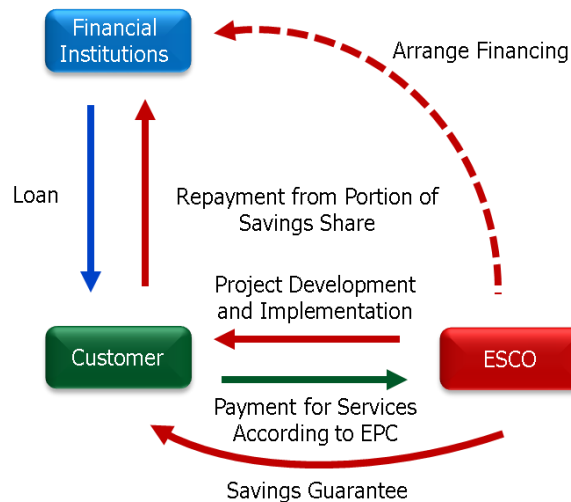 Financial
Institutions
Arrange Financing
Loan
Repayment from Portion of
Savings Share
Project Development
and Implementation
Customer
ESCO
Payment for Services
According to EPC
Savings Guarantee